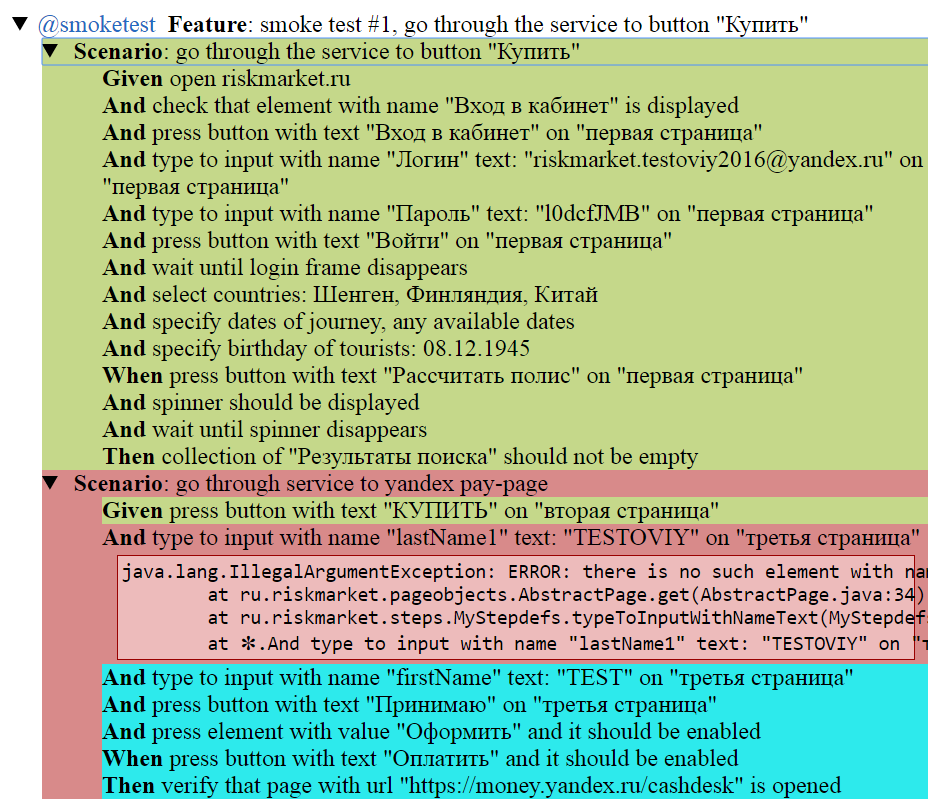 @smoketest Feature: smoke test #1, go through the service to button "Купить"
Scenario: go through the service to button "Купить"
Given open riskmarket.ru
And check that element with name "Вход в кабинет" is displayed
And press button with text "Вход в кабинет" on "первая страница"
And type to input with name "Логин" text: "riskmarket.testoviy2016@yandex.ru" on
"первая страница"
And type to input with name "Пароль" text: "l0dcfJMB" on "первая страница"
And press button with text "Войти" on "первая страница"
And wait until login frame disappears
And select countries: Шенген, Финляндия, Китай
And specify dates of journey, any available dates
And specify birthday of tourists: 08.12.1945
When press button with text "Рассчитать полис" on "первая страница"
And spinner should be displayed
And wait until spinner disappears
Then collection of "Результаты поиска" should not be empty
Scenario: go through service to yandex pay-page
Given press button with text "КУПИТЬ" on "вторая страница"
And type to input with name "lastName1" text: "TESTOVIY" on "третья страница"
java.lang.IllegalArgumentException: ERROR: there is no such element with
at ru.riskmarket.pageobjects.AbstractPage.get(AbstractPage.java:34)
at ru.riskmarket.steps.MyStepdefs.typeToInputWithNameText(MyStepdefs
at *.And type to input with name "lastName1" text: "TESTOVIY" on "т
And type to input with name "firstName" text: "TEST" on "третья страница"
And press button with text "Принимаю" on "третья страница"
And press element with value "Оформить" and it should be enabled
When press button with text "Оплатить" and it should be enabled
Then verify that page with url "https://money.yandex.ru/cashdesk" is opened